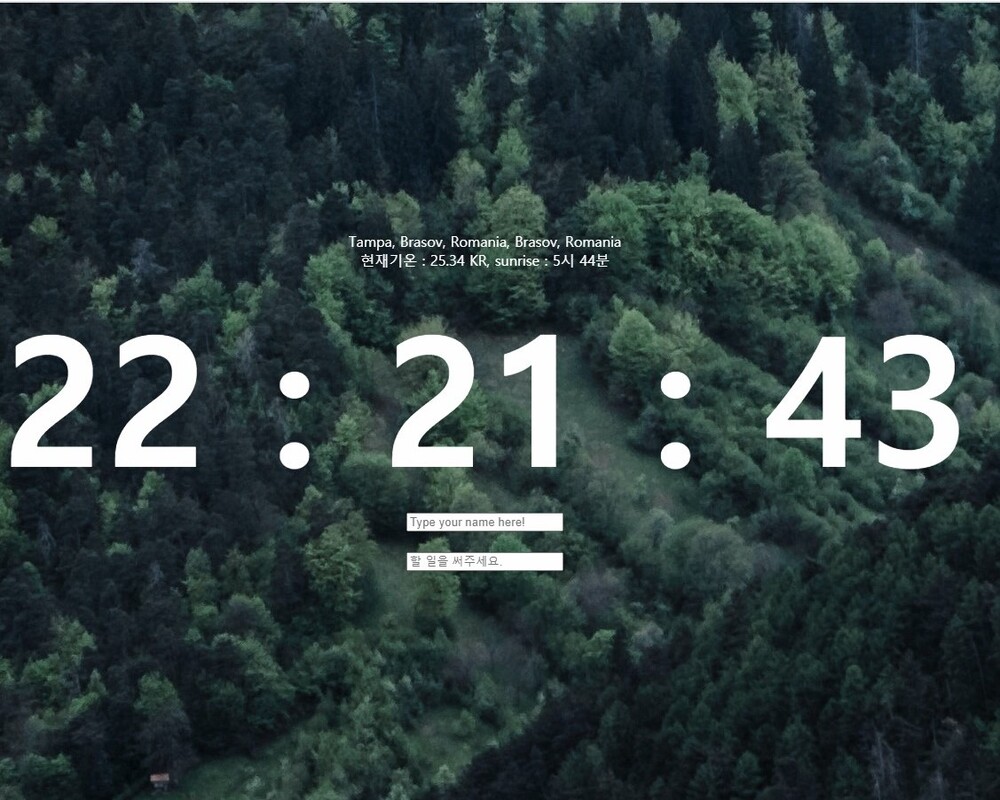 Tampa, Brasov, Romania, Brasov, Romania
현재기온 : 25.34 KR, sunrise : 5시 44분
22 : 21 : 43
Type your name here!
할 일을 써주세요.